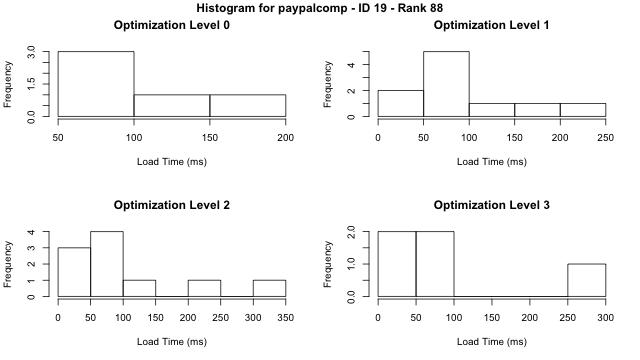 Histogram for paypalcomp - ID 19 - Rank 88
Optimization Level 0
Frequency
0.0 1.5 3.0
50 100 150 200
Load Time (ms)
Optimization Level 1
Frequency
0 2 4
0 50 100 150 200 250
Load Time (ms)
Optimization Level 2
Frequency
0 1 2 3 4
0 50 100 150 200 250 300 350
Load Time (ms)
Optimization Level 3
Frequency
0.0 1.0 2.0
0 50 100 150 200 250 300
Load Time (ms)